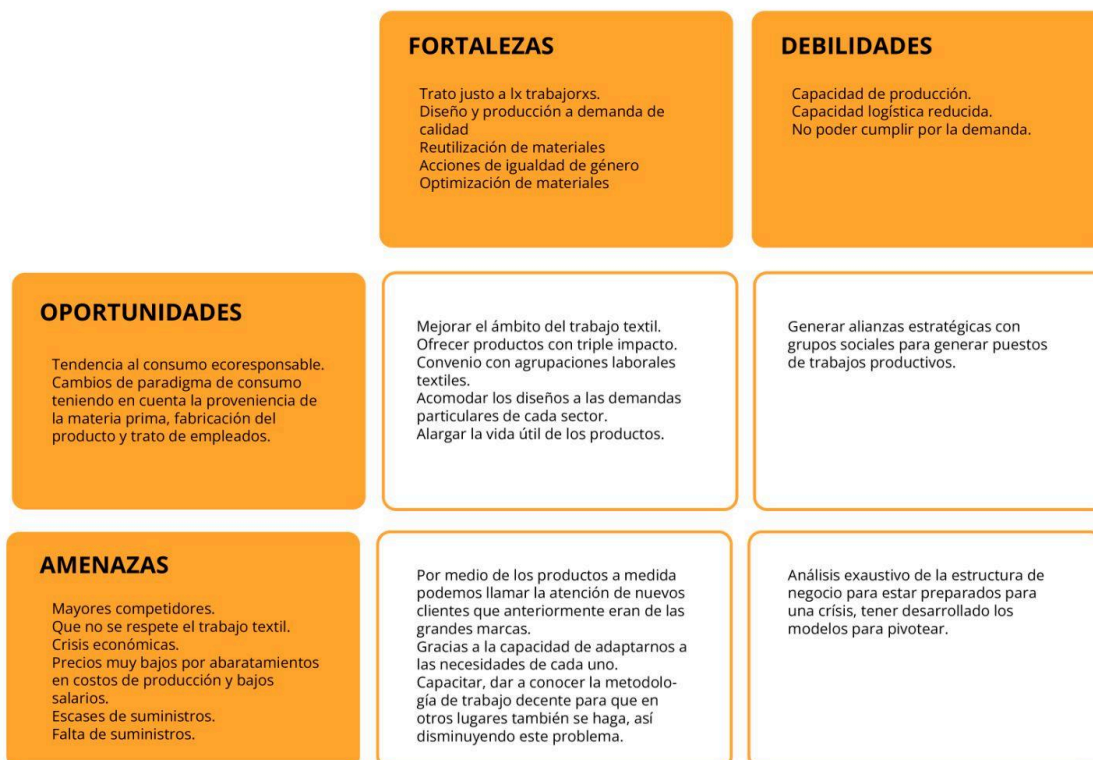 FORTALEZAS
Trato justo a lx trabajorxs.
Diseño y producción a demanda de
calidad
Reutilización de materiales
Acciones de igualdad de género
Optimización de materiales
DEBILIDADES
Capacidad de producción.
Capacidad logística reducida.
No poder cumplir por la demanda.
OPORTUNIDADES
Tendencia al consumo ecoresponsable.
Cambios de paradigma de consumo
teniendo en cuenta la proveniencia de
la materia prima, fabricación del
producto y trato de empleados.
Mejorar el ámbito del trabajo textil.
Ofrecer productos con triple impacto.
Convenio con agrupaciones laborales
textiles.
Acomodar los diseños a las demandas
particulares de cada sector.
Alargar la vida útil de los productos.
Generar alianzas estratégicas con
grupos sociales para generar puestos
de trabajos productivos.
AMENAZAS
Mayores competidores.
Que no se respete el trabajo textil.
Crisis económicas.
Precios muy bajos por abaratamientos
en costos de producción y bajos
salarios.
Escases de suministros.
Falta de suministros.
Por medio de los productos a medida
podemos llamar la atención de nuevos
clientes que anteriormente eran de las
grandes marcas.
Gracias a la capacidad de adaptarnos a
las necesidades de cada uno.
Capacitar, dar a conocer la metodolo-
gía de trabajo decente para que en
otros lugares también se haga, así
disminuyendo este problema.
Análisis exaustivo de la estructura de
negocio para estar preparados para
una crísis, tener desarrollado los
modelos para pivotear.